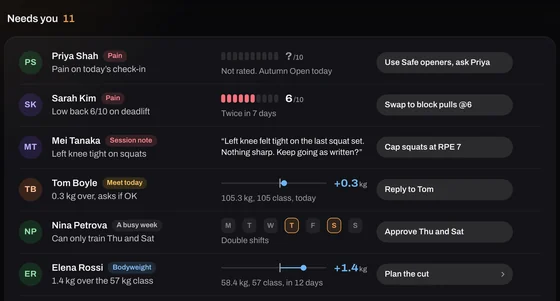 Needs you 11
PS Priya Shah Pain ?/10 Use Safe openers, ask Priya
Pain on today's check-in Not rated. Autumn Open today
SK Sarah Kim Pain 6/10 Swap to block pulls @6
Low back 6/10 on deadlift Twice in 7 days
MT Mei Tanaka Session note “Left knee felt tight on the last squat set. Cap squats at RPE 7
Left knee tight on squats Nothing sharp. Keep going as written?”
TB Tom Boyle Meet today +0.3 kg Reply to Tom
0.3 kg over, asks if OK 105.3 kg, 105 class, today
NP Nina Petrova A busy week M T W T F S S Approve Thu and Sat
Can only train Thu and Sat Double shifts
ER Elena Rossi Bodyweight +1.4 kg Plan the cut
1.4 kg over the 57 kg class 58.4 kg, 57 class, in 12 days